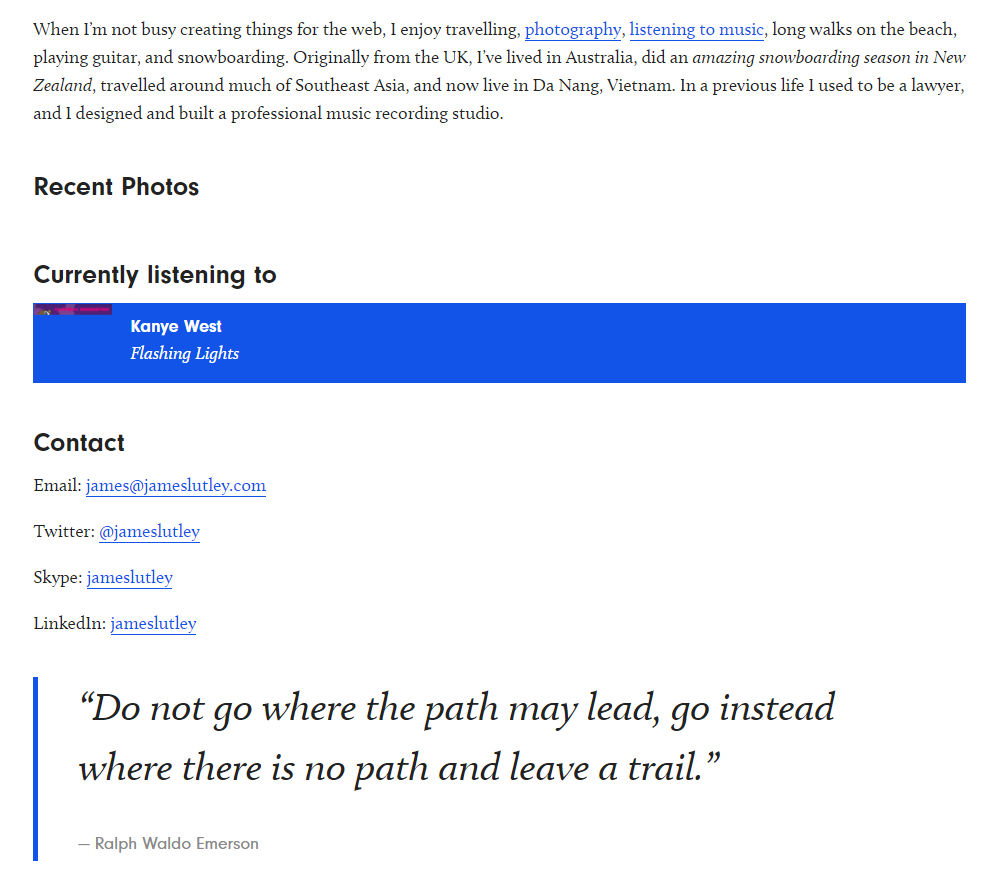 When I’m not busy creating things for the web, I enjoy travelling, photography, listening to music, long walks on the beach,
playing guitar, and snowboarding. Originally from the UK, I’ve lived in Australia, did an amazing snowboarding season in New
Zealand, travelled around much of Southeast Asia, and now live in Da Nang, Vietnam. In a previous life I used to be a lawyer,
and I designed and built a professional music recording studio.
Recent Photos
Currently listening to
Kanye West
Flashing Lights
Contact
Email: james@jameslutley.com
Twitter: @jameslutley
Skype: jameslutley
LinkedIn: jameslutley
“Do not go where the path may lead, go instead
where there is no path and leave a trail.”
— Ralph Waldo Emerson